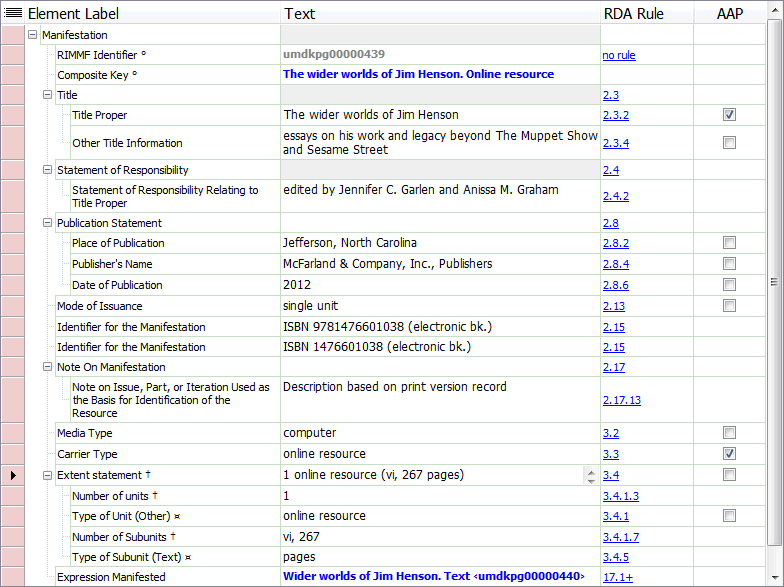 Element Label Text RDA Rule AAP
Manifestation
RIMMF Identifier º umdkpg00000439 no rule
Composite Key º The wider worlds of Jim Henson. Online resource
Title 2.3
Title Proper The wider worlds of Jim Henson 2.3.2
Other Title Information essays on his work and legacy beyond The Muppet Show 2.3.4
and Sesame Street
Statement of Responsibility 2.4
Statement of Responsibility Relating to edited by Jennifer C. Garlen and Anissa M. Graham 2.4.2
Title Proper
Publication Statement 2.8
Place of Publication Jefferson, North Carolina 2.8.2
Publisher's Name McFarland & Company, Inc., Publishers 2.8.4
Date of Publication 2012 2.8.6
Mode of Issuance single unit 2.13
Identifier for the Manifestation ISBN 9781476601038 (electronic bk.) 2.15
Identifier for the Manifestation ISBN 1476601038 (electronic bk.) 2.15
Note On Manifestation 2.17
Note on Issue, Part, or Iteration Used as Description based on print version record 2.17.13
the Basis for Identification of the
Resource
Media Type computer 3.2
Carrier Type online resource 3.3
Extent statement † 1 online resource (vi, 267 pages) 3.4
Number of units † 1 3.4.1.3
Type of Unit (Other) ¤ online resource 3.4.1
Number of Subunits † vi, 267 3.4.1.7
Type of Subunit (Text) ¤ pages 3.4.5
Expression Manifested Wider worlds of Jim Henson. Text ‹umdkpg00000440› 17.1+